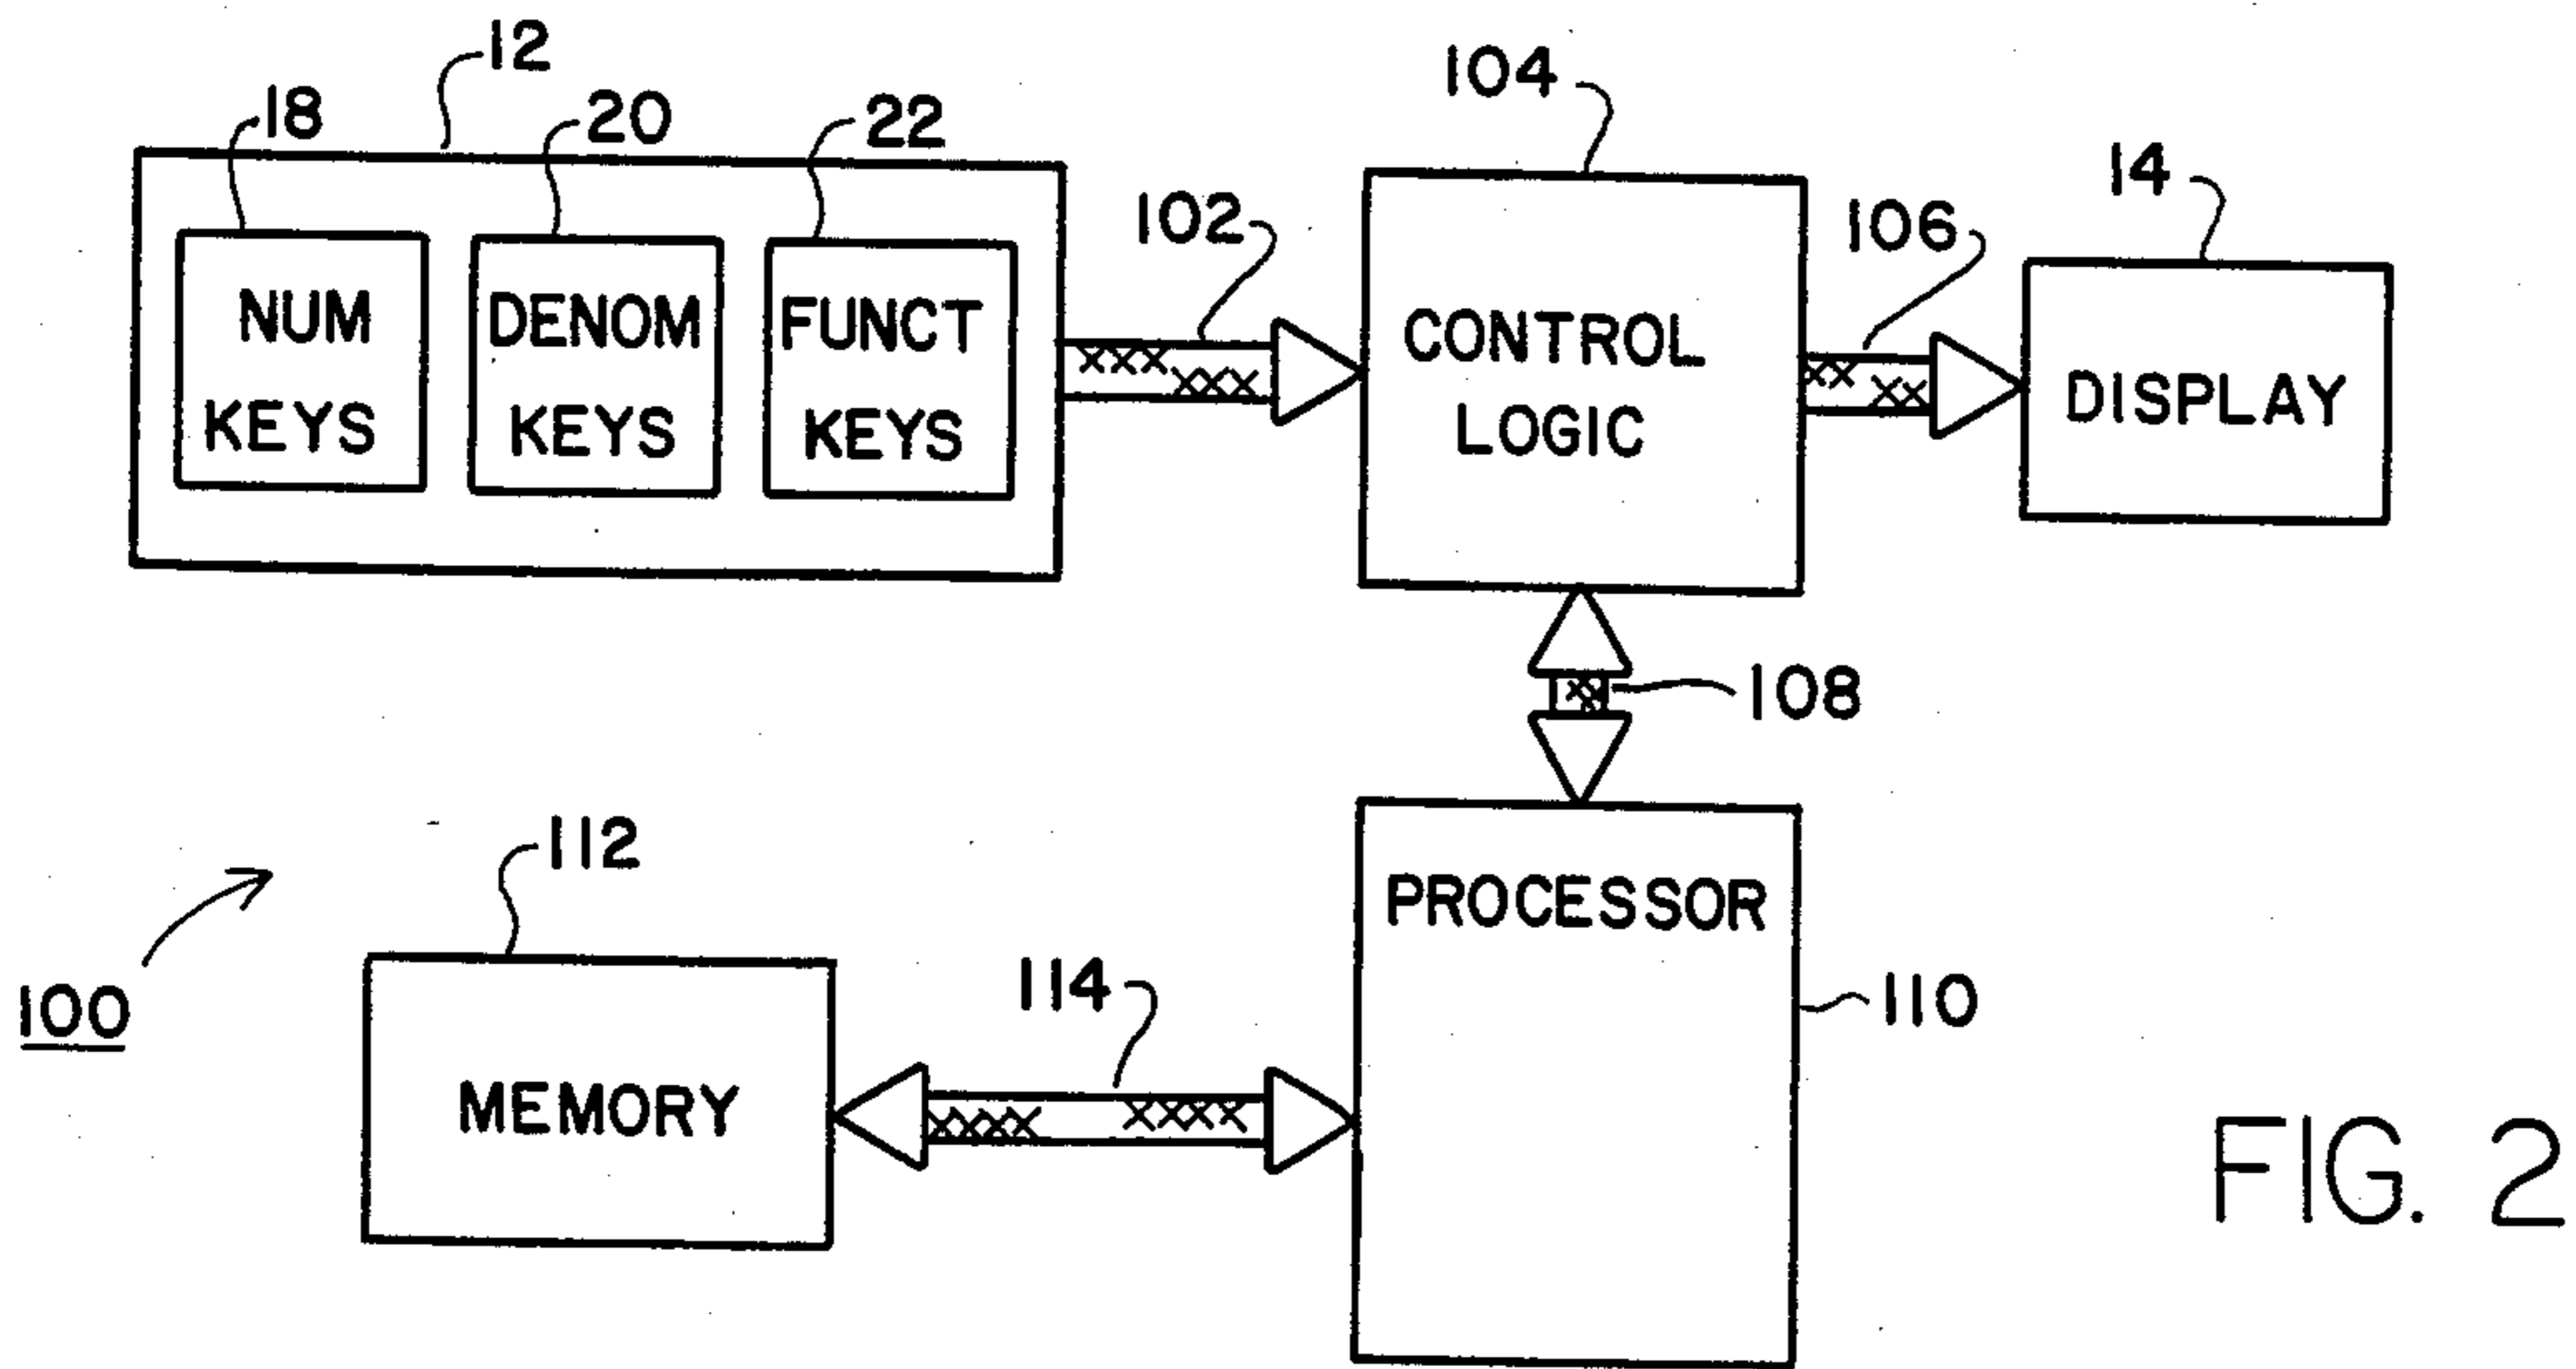 12
104
18
20
22
14
102
106
NUM
KEYS
DENOM
KEYS
FUNCT
KEYS
CONTROL
LOGIC
DISPLAY
108
112
PROCESSOR
100
114
110
MEMORY
FIG. 2